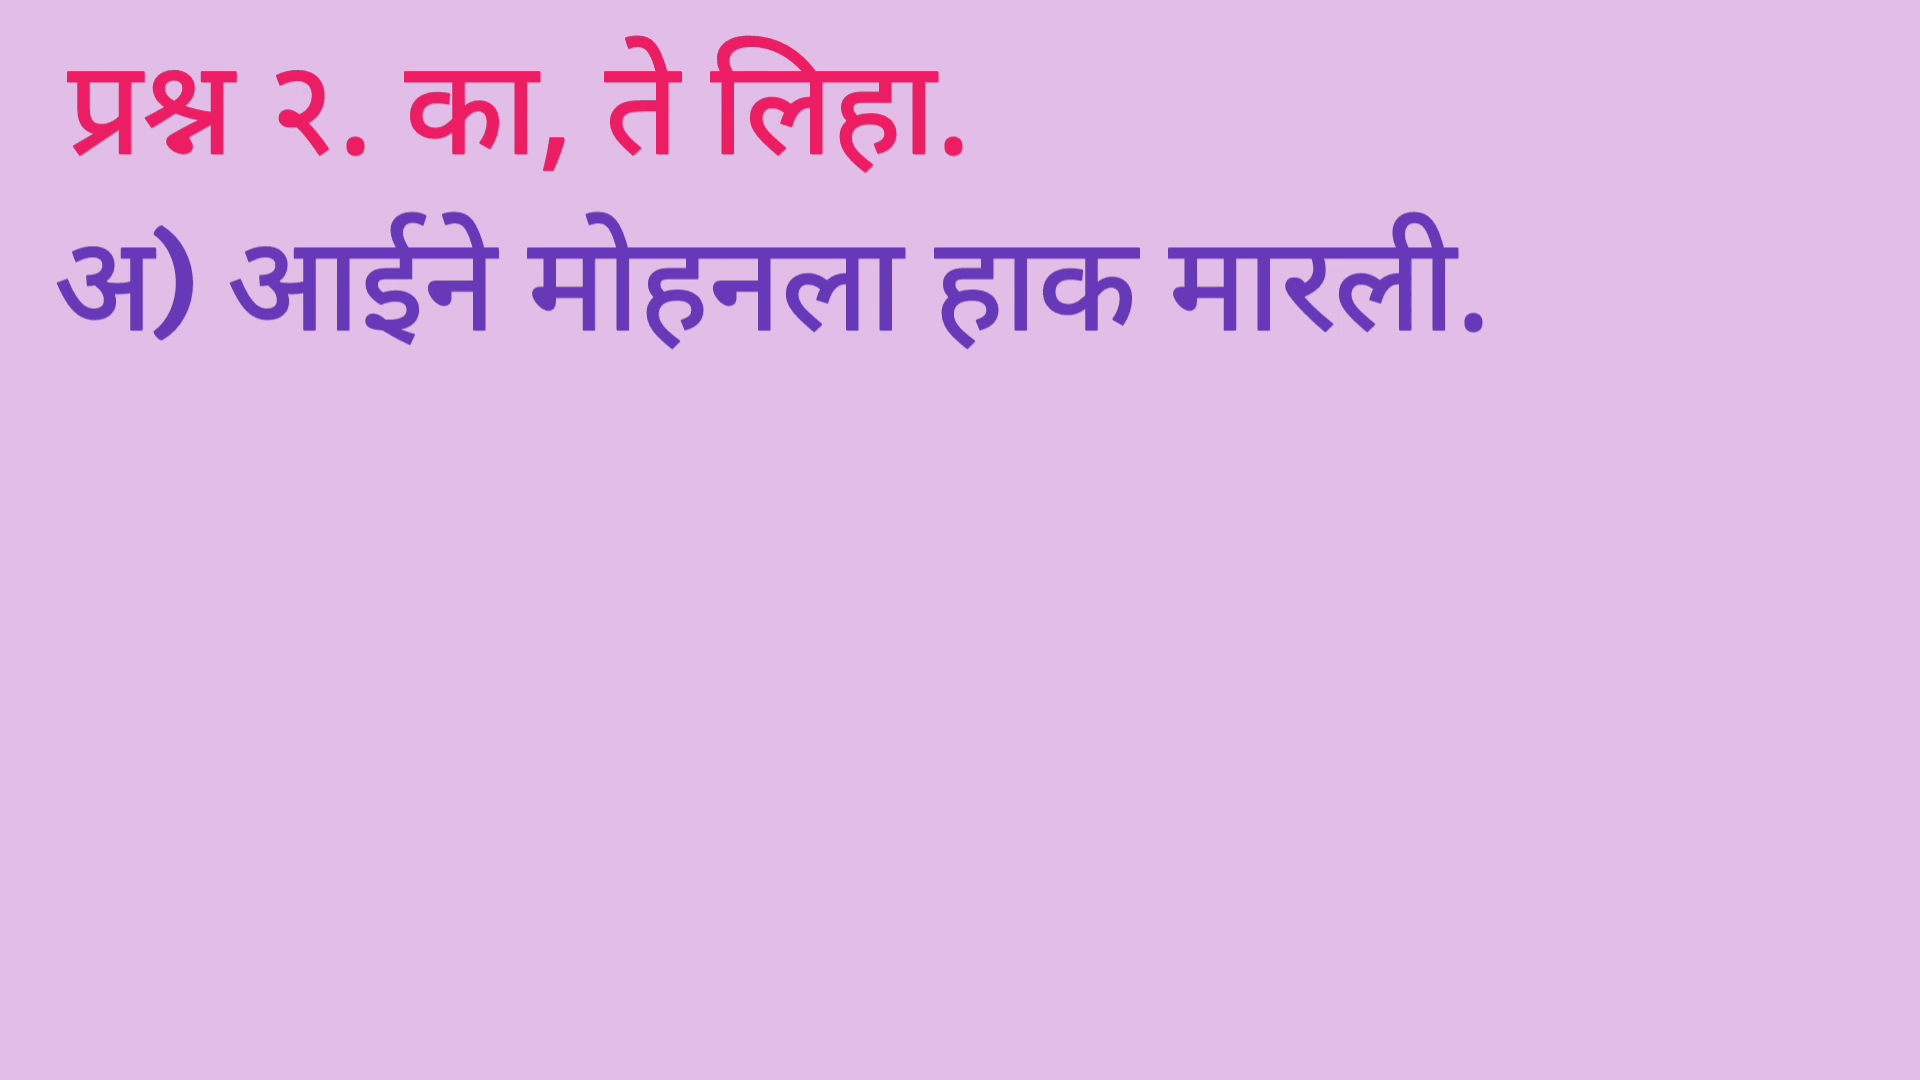 प्रश्न २. का, ते लिहा.
अ) आईने मोहनला हाक मारली.